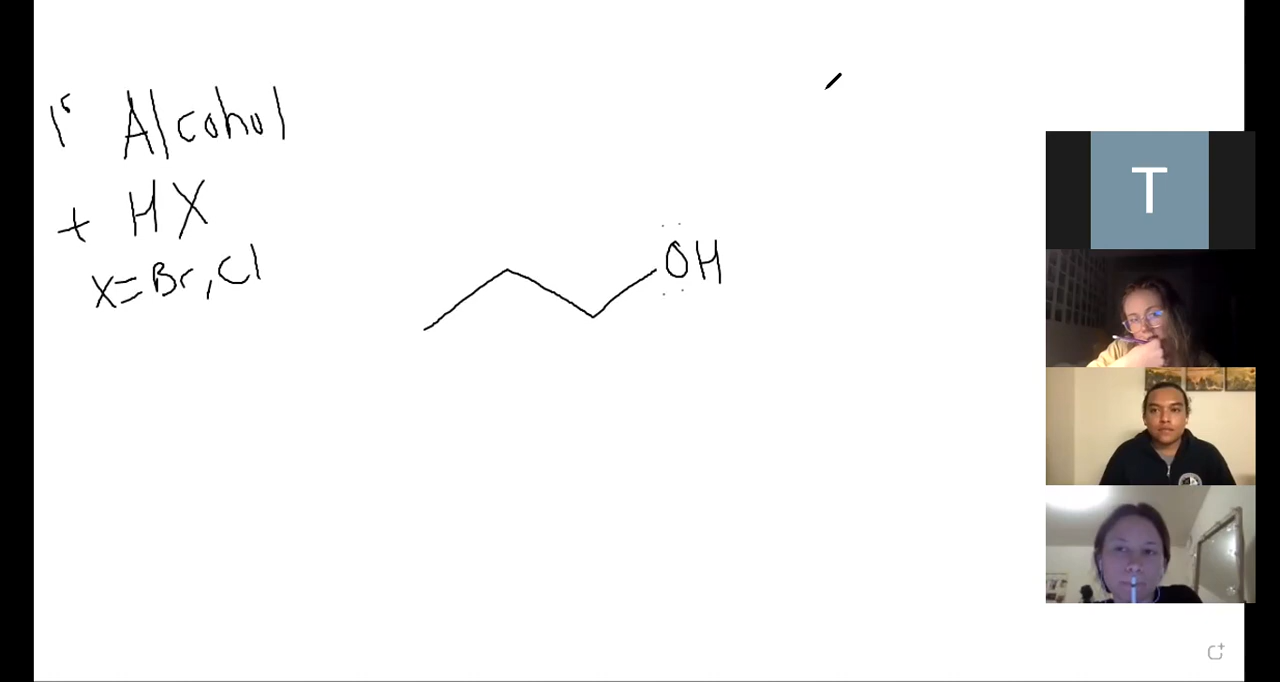 1° Alcohol
+ HX
X=Br, Cl
OH
T